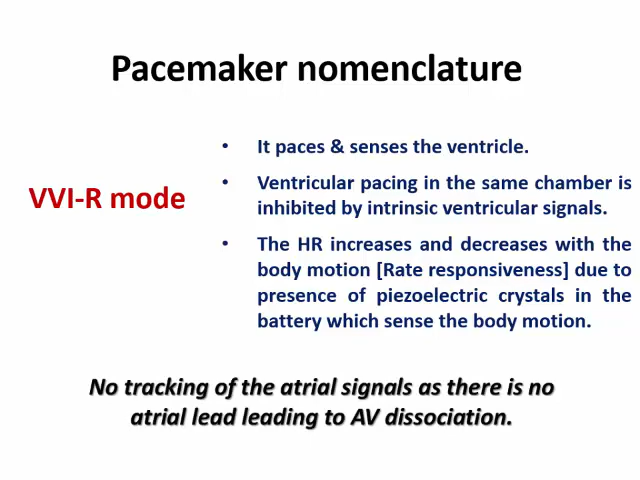 Pacemaker nomenclature
VVI-R mode
• It paces & senses the ventricle.
• Ventricular pacing in the same chamber is
inhibited by intrinsic ventricular signals.
• The HR increases and decreases with the
body motion [Rate responsiveness] due to
presence of piezoelectric crystals in the
battery which sense the body motion.
No tracking of the atrial signals as there is no
atrial lead leading to AV dissociation.